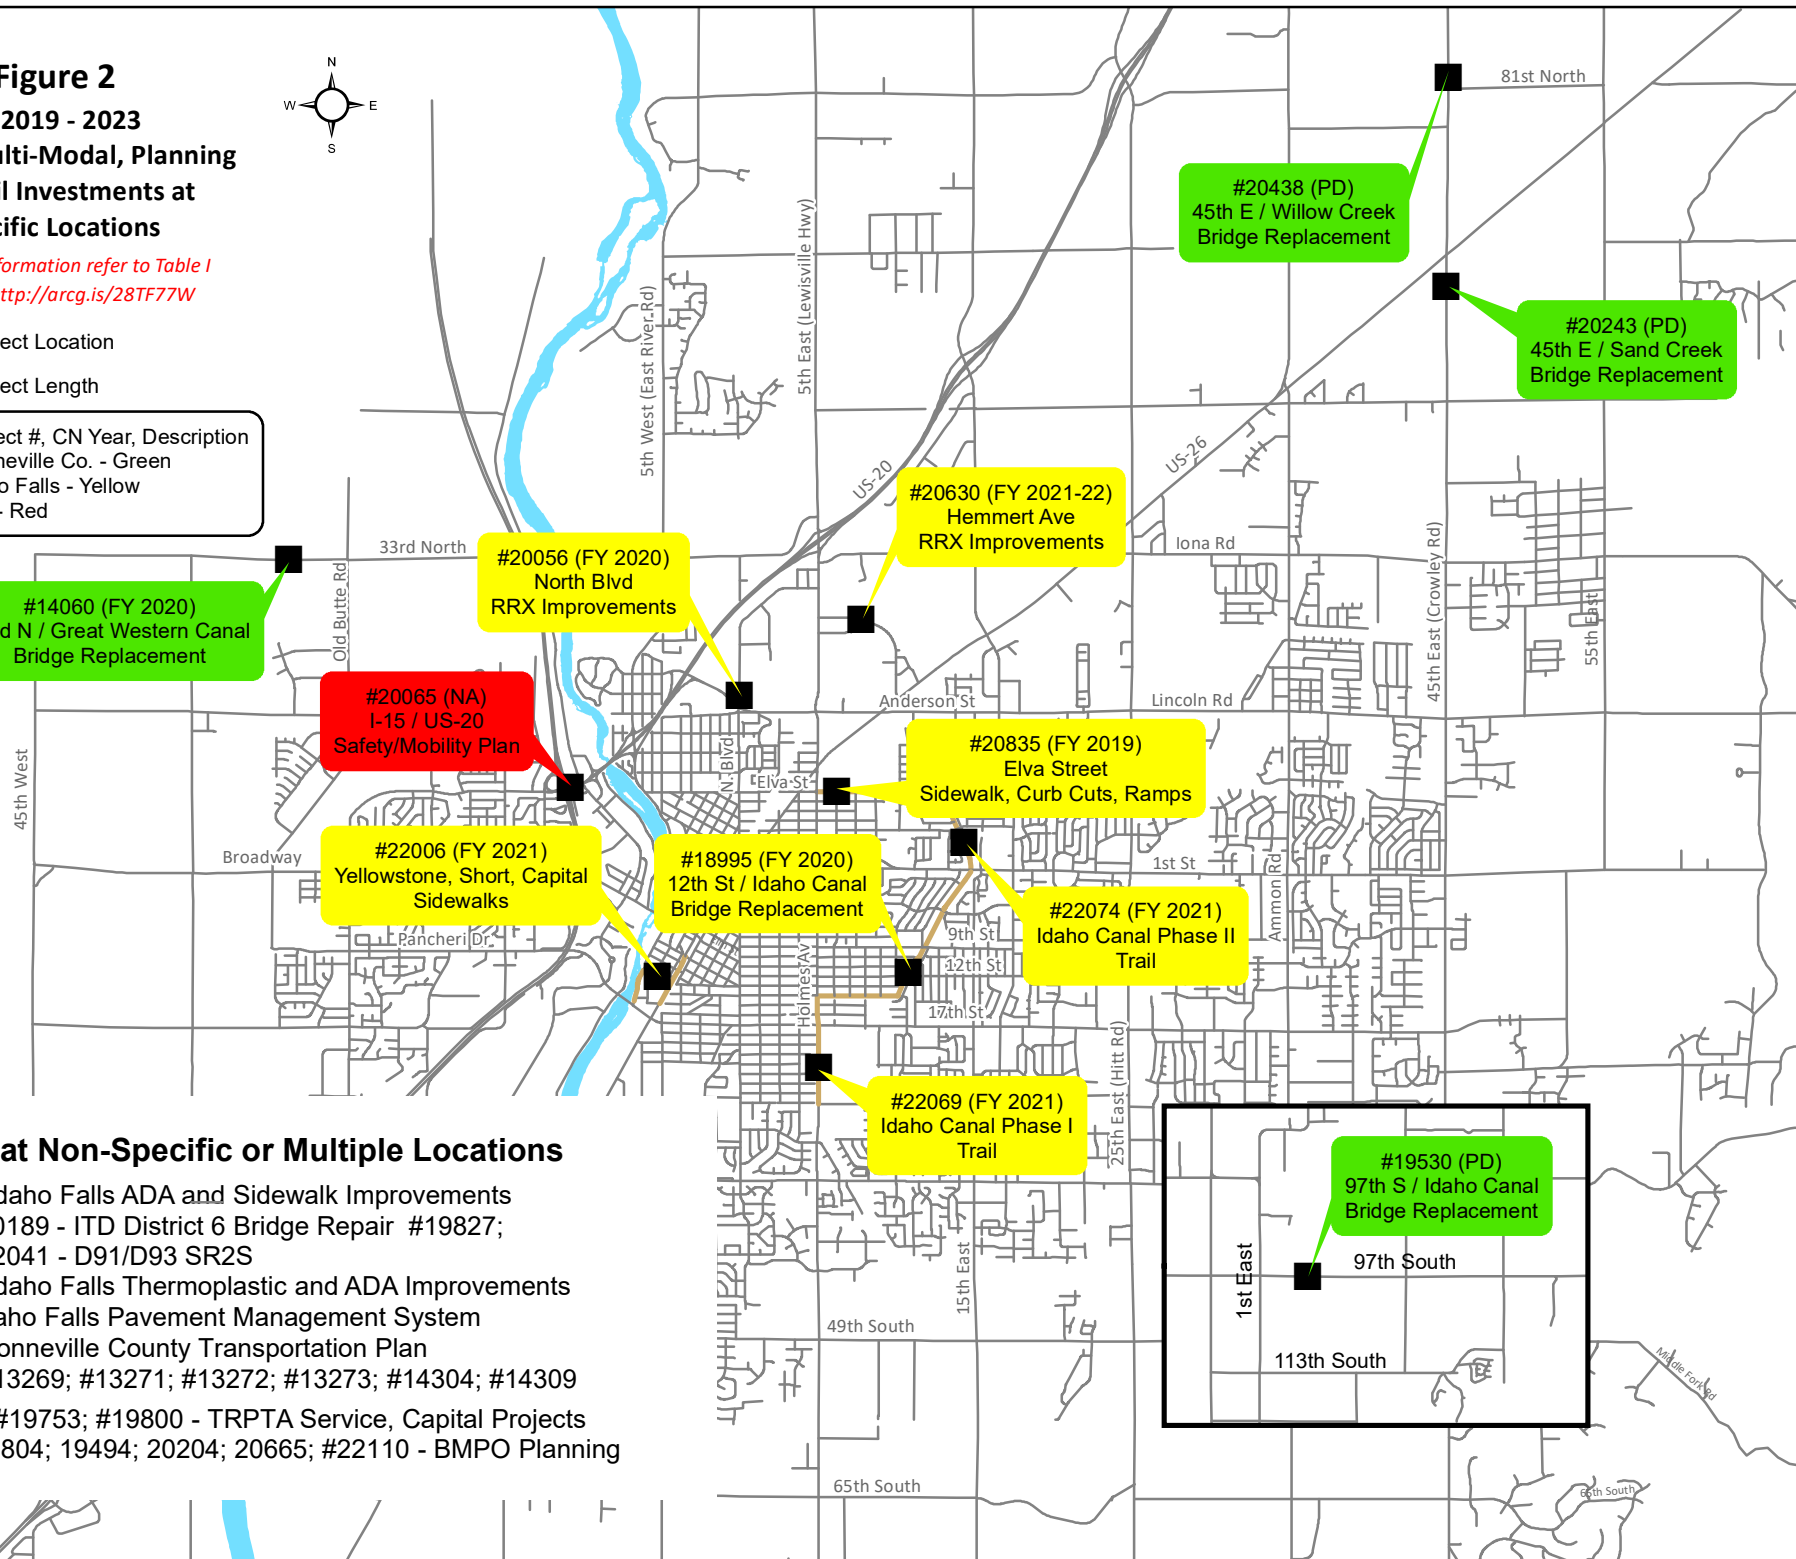 Figure 2
2019 - 2023
ulti-Modal, Planning
il Investments at
cific Locations
formation refer to Table I
ttp://arcg.is/28TF77W
ect Location
ect Length
ect #, CN Year, Description
neville Co. - Green
o Falls - Yellow
- Red
N
W
E
S
81st North
#20438 (PD)
45th E / Willow Creek
Bridge Replacement
#20243 (PD)
45th E / Sand Creek
Bridge Replacement
5th West (East River Rd)
5th East (Lewisville Hwy)
US-20
US-26
#20630 (FY 2021-22)
Hemmert Ave
RRX Improvements
33rd North
#20056 (FY 2020)
North Blvd
RRX Improvements
Iona Rd
Old Butte Rd
45th East (Crowley Rd)
55th East
#14060 (FY 2020)
d N / Great Western Canal
Bridge Replacement
#20065 (NA)
I-15 / US-20
Safety/Mobility Plan
Anderson St
Lincoln Rd
45th West
N. Blvd
Elva St
#20835 (FY 2019)
Elva Street
Sidewalk, Curb Cuts, Ramps
Broadway
#22006 (FY 2021)
Yellowstone, Short, Capital
Sidewalks
#18995 (FY 2020)
12th St / Idaho Canal
Bridge Replacement
1st St
Ammon Rd
#22074 (FY 2021)
Idaho Canal Phase II
Trail
Pancheri Dr
9th St
12th St
Holmes Av
17th St
25th East (Hitt Rd)
#22069 (FY 2021)
Idaho Canal Phase I
Trail
at Non-Specific or Multiple Locations
daho Falls ADA and Sidewalk Improvements
0189 - ITD District 6 Bridge Repair #19827;
2041 - D91/D93 SR2S
daho Falls Thermoplastic and ADA Improvements
aho Falls Pavement Management System
onneville County Transportation Plan
13269; #13271; #13272; #13273; #14304; #14309
#19753; #19800 - TRPTA Service, Capital Projects
804; 19494; 20204; 20665; #22110 - BMPO Planning
#19530 (PD)
97th S / Idaho Canal
Bridge Replacement
1st East
97th South
113th South
15th East
49th South
Middle Fork Rd
65th South
65th South